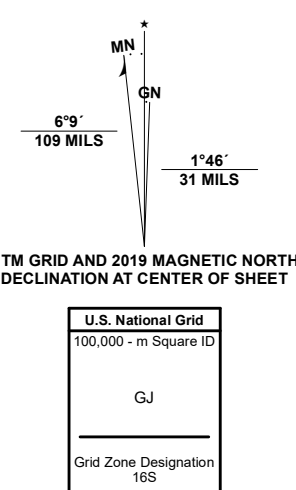 ★
MN
GN
6°9´
109 MILS
1°46´
31 MILS
TM GRID AND 2019 MAGNETIC NORTH
DECLINATION AT CENTER OF SHEET
U.S. National Grid
100,000 - m Square ID
GJ
Grid Zone Designation
16S